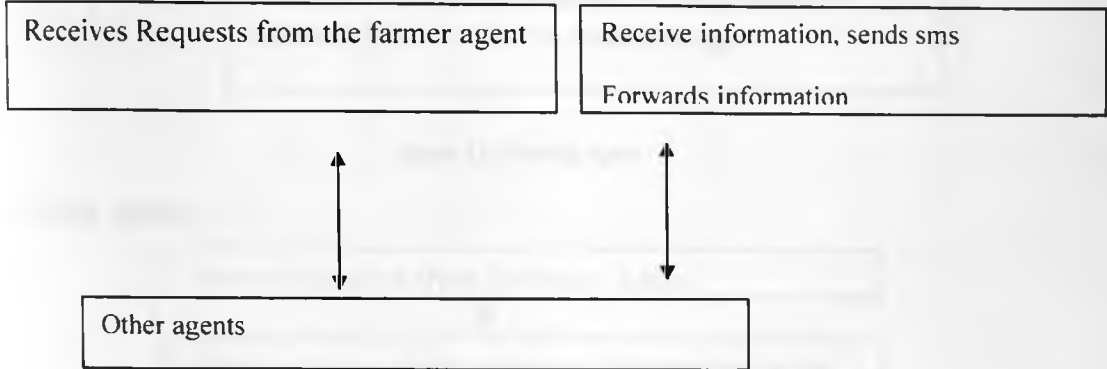 Receives Requests from the farmer agent
Receive information, sends sms
Forwards information
Other agents